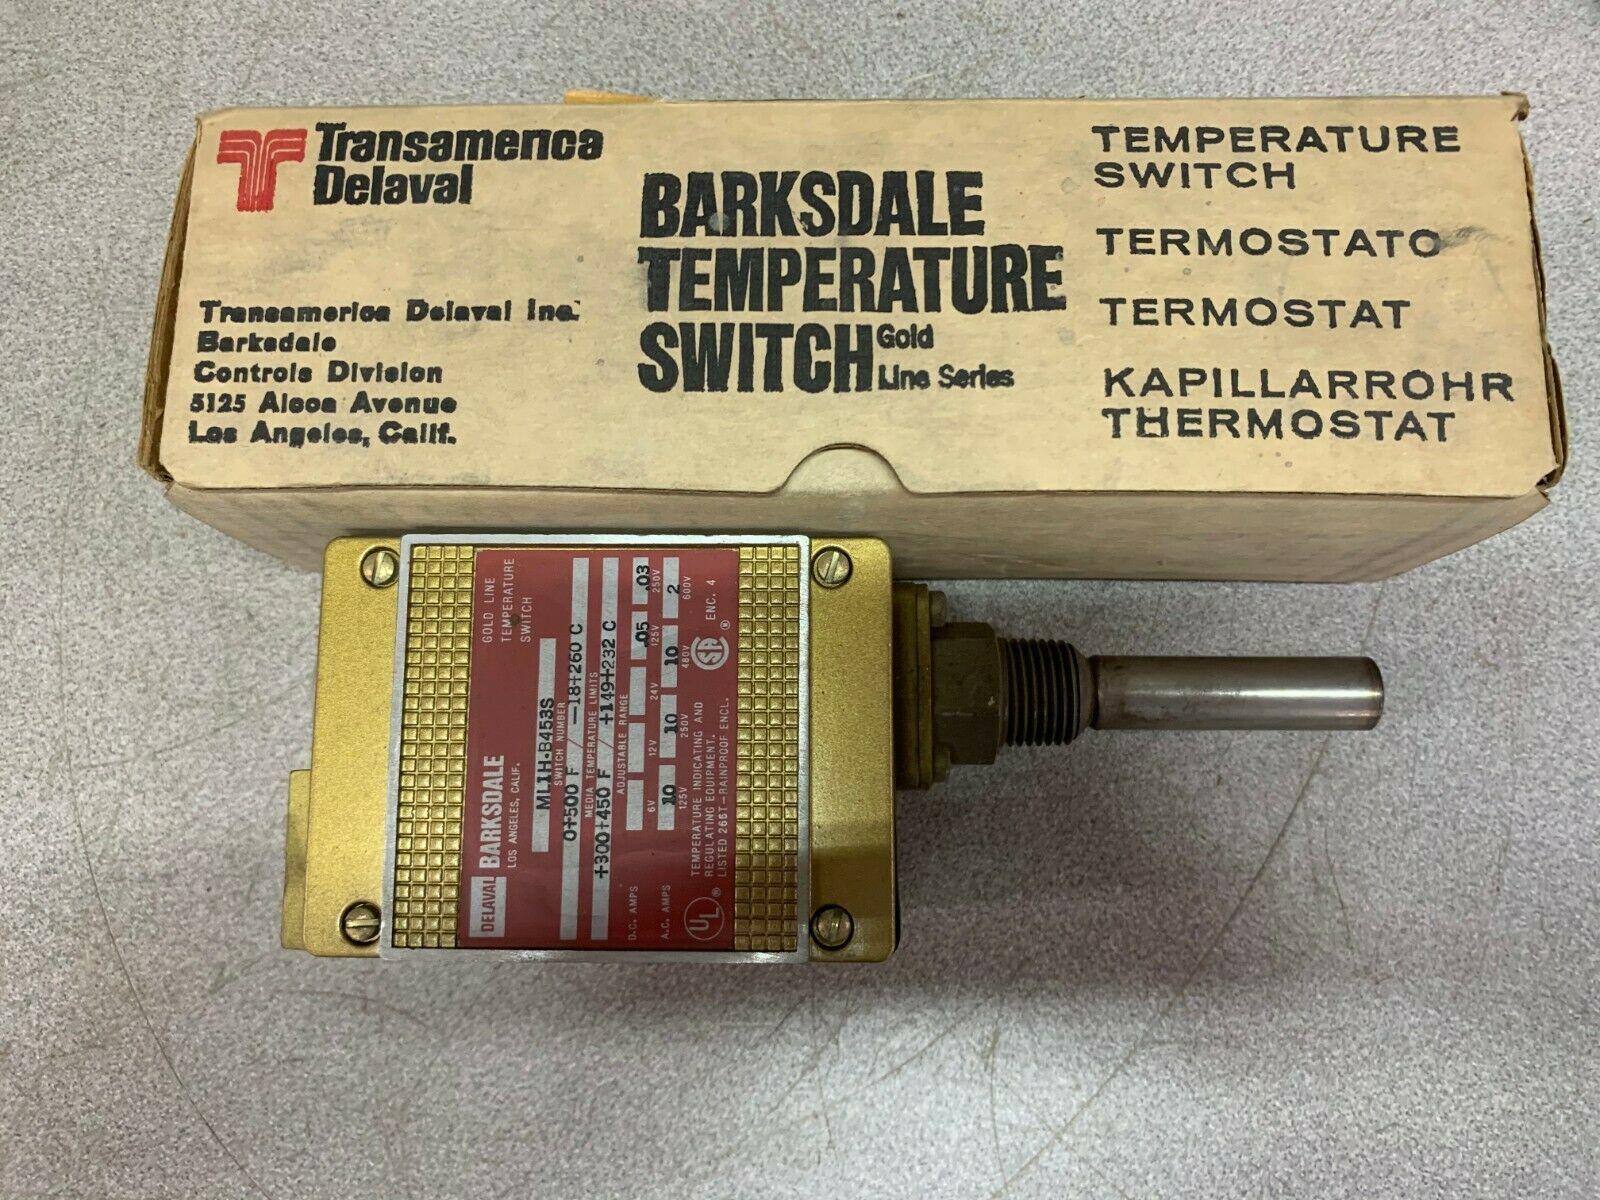 Transamerica
Delaval
Transamerica Delaval Inc.
Barksdale
Controls Division
5125 Alcoa Avenue
Los Angeles, Calif.
BARKSDALE
TEMPERATURE
SWITCH Gold
Line Series
TEMPERATURE
SWITCH
TERMOSTATO
TERMOSTAT
KAPILLARROHR
THERMOSTAT
DELAVAL BARKSDALE
LOS ANGELES, CALIF.
GOLD LINE
TEMPERATURE
SWITCH
ML1H-B453S
SWITCH NUMBER
0+500 F / -18+260 C
MEDIA TEMPERATURE LIMITS
+300+450 F / +149+232 C
ADJUSTABLE RANGE
.05 .03
D.C. AMPS 6V 12V 24V 125V 250V
10 10 10 2
A.C. AMPS 125V 250V 480V 600V
UL ® TEMPERATURE INDICATING AND
REGULATING EQUIPMENT.
LISTED 266T-RAINPROOF ENCL.
SA ® ENC. 4